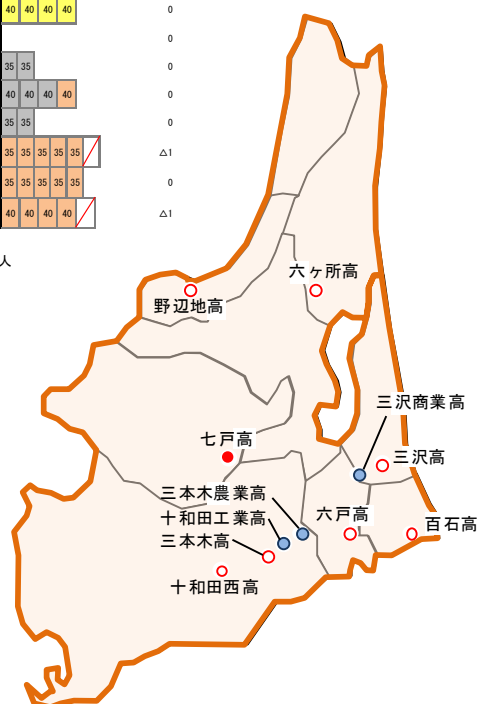 40 40 40 40 0
0
35 35 0
40 40 40 40 0
35 35 0
35 35 35 35 35 △1
35 35 35 35 35 0
40 40 40 40 △1
人
六ヶ所高
野辺地高
三沢商業高
七戸高
三沢高
三本木農業高
十和田工業高
六戸高
百石高
三本木高
十和田西高